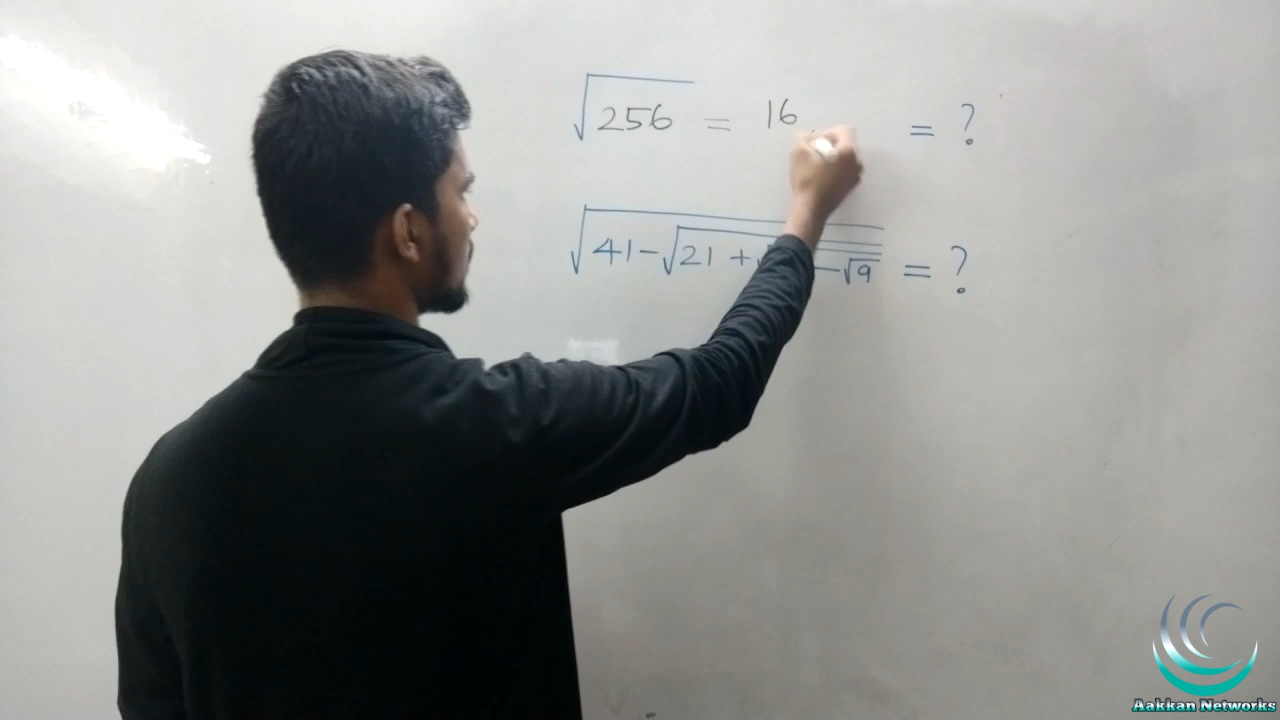 √256 = 16 = ?
√41-√21+√ -√9 = ?
Aakkan Networks